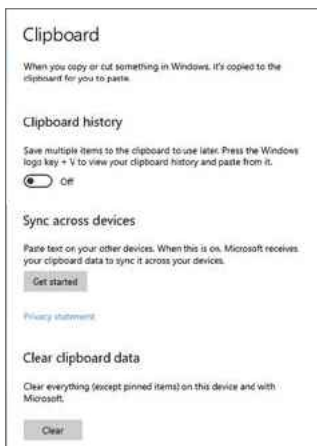 Clipboard
When you copy or cut something in Windows, it's copied to the
clipboard for you to paste.
Clipboard history
Save multiple items to the clipboard to use later. Press the Windows
logo key + V to view your clipboard history and paste from it.
Off
Sync across devices
Paste text on your other devices. When this is on, Microsoft receives
your clipboard data to sync it across your devices.
Get started
Privacy statement
Clear clipboard data
Clear everything (except pinned items) on this device and with
Microsoft.
Clear